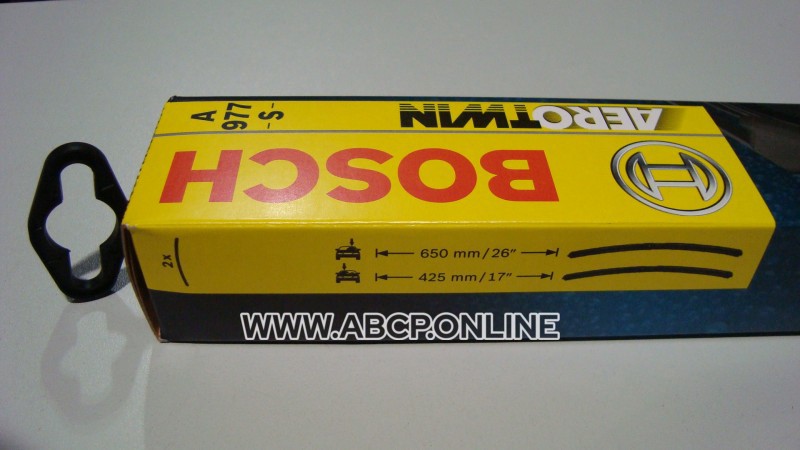 AEROTWIN
A
977
-S-
BOSCH
2x
650 mm/26"
425 mm/17"
WWW.ABCP.ONLINE